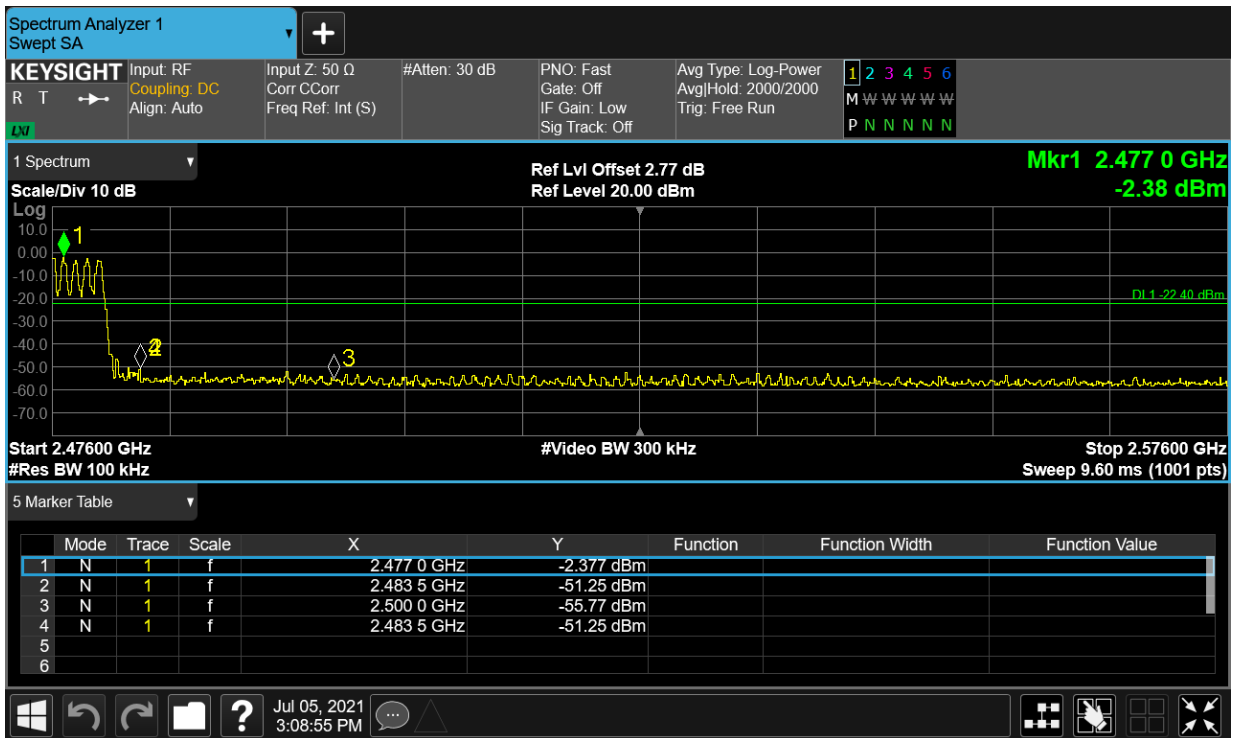 Spectrum Analyzer 1
Swept SA
+
KEYSIGHT Input: RF Input Z: 50 Ω #Atten: 30 dB PNO: Fast Avg Type: Log-Power 1 2 3 4 5 6
R T Coupling: DC Corr CCorr Gate: Off Avg|Hold: 2000/2000 M W W W W W
Align: Auto Freq Ref: Int (S) IF Gain: Low Trig: Free Run
LXI Sig Track: Off P N N N N N
1 Spectrum Ref Lvl Offset 2.77 dB Mkr1 2.477 0 GHz
Scale/Div 10 dB Ref Level 20.00 dBm -2.38 dBm
Log
10.0 1
0.00
-10.0
-20.0 DL1 -22.40 dBm
-30.0
-40.0 2 4
-50.0 3
-60.0
-70.0
Start 2.47600 GHz #Video BW 300 kHz Stop 2.57600 GHz
#Res BW 100 kHz Sweep 9.60 ms (1001 pts)
5 Marker Table
Mode Trace Scale X Y Function Function Width Function Value
1 N 1 f 2.477 0 GHz -2.377 dBm
2 N 1 f 2.483 5 GHz -51.25 dBm
3 N 1 f 2.500 0 GHz -55.77 dBm
4 N 1 f 2.483 5 GHz -51.25 dBm
5
6
? Jul 05, 2021
3:08:55 PM